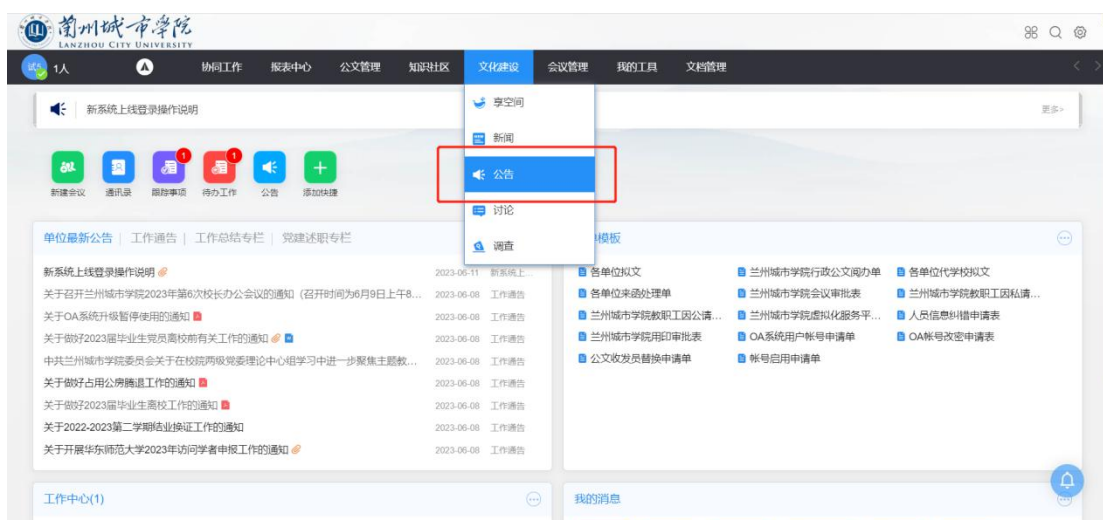 兰州城市学院
LANZHOU CITY UNIVERSITY
1人 协同工作 报表中心 公文管理 知识社区 文化建设 会议管理 我的工具 文档管理
新系统上线登录操作说明 更多»
享空间
新闻
公告
讨论
调查
1 1
新建会议 通讯录 跟踪事项 待办工作 公告 添加快捷
单位最新公告 | 工作通告 | 工作总结专栏 | 党建述职专栏
新系统上线登录操作说明 2023-06-11 新系统上...
关于召开兰州城市学院2023年第6次校长办公会议的通知（召开时间为6月9日上午8... 2023-06-08 工作通告
关于OA系统升级暂停使用的通知 2023-06-08 工作通告
关于做好2023届毕业生党员离校前有关工作的通知 2023-06-08 工作通告
中共兰州城市学院委员会关于在校院两级党委理论中心组学习中进一步聚焦主题教... 2023-06-08 工作通告
关于做好占用公房腾退工作的通知 2023-06-08 工作通告
关于做好2023届毕业生离校工作的通知 2023-06-08 工作通告
关于2022-2023第二学期结业换证工作的通知 2023-06-08 工作通告
关于开展华东师范大学2023年访问学者申报工作的通知 2023-06-08 工作通告
模板
各单位拟文 兰州城市学院行政公文阅办单 各单位代学校拟文
各单位来函处理单 兰州城市学院会议审批表 兰州城市学院教职工因私请...
兰州城市学院教职工因公请... 兰州城市学院虚拟化服务平... 人员信息纠错申请表
兰州城市学院用印审批表 OA系统用户帐号申请单 OA帐号改密申请表
公文收发员替换申请单 帐号启用申请单
工作中心(1)
我的消息